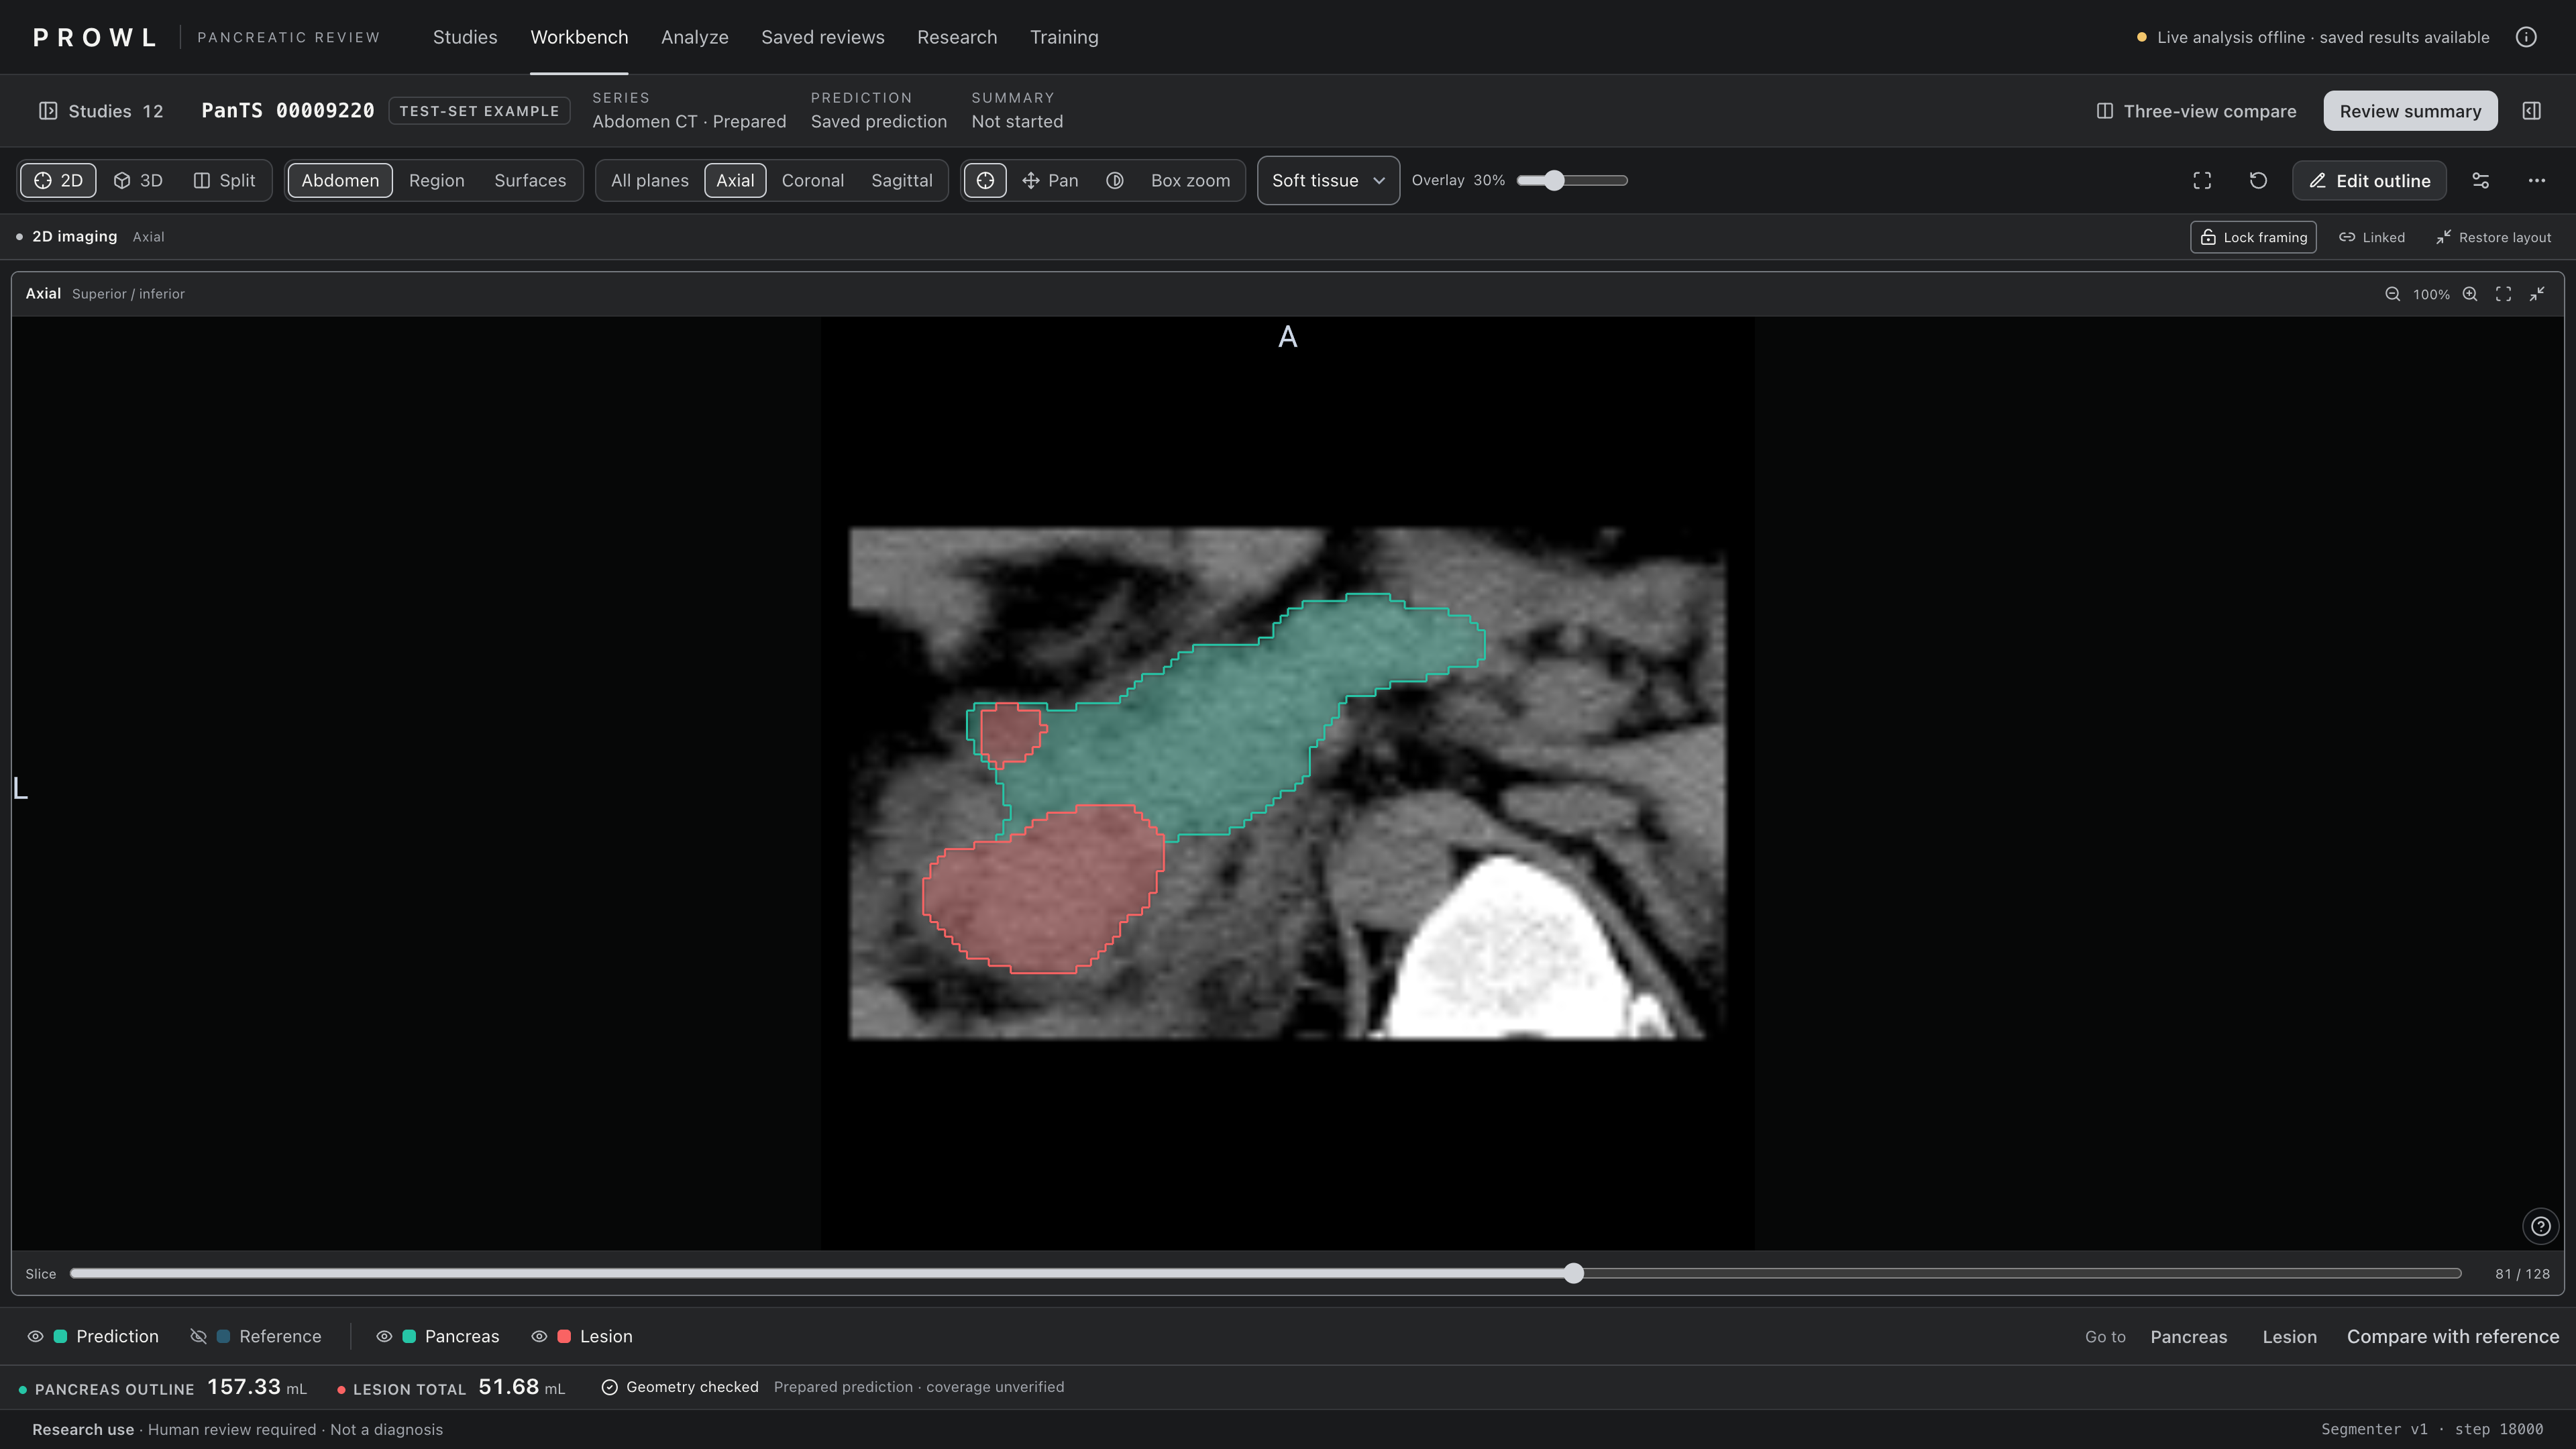 PROWL PANCREATIC REVIEW Studies Workbench Analyze Saved reviews Research Training Live analysis offline · saved results available
Studies 12 PanTS 00009220 TEST-SET EXAMPLE
SERIES
Abdomen CT · Prepared
PREDICTION
Saved prediction
SUMMARY
Not started
Three-view compare Review summary
2D 3D Split Abdomen Region Surfaces All planes Axial Coronal Sagittal Pan Box zoom Soft tissue Overlay 30% Edit outline
2D imaging Axial Lock framing Linked Restore layout
Axial Superior / inferior 100%
A
L
Slice 81 / 128
Prediction Reference Pancreas Lesion Go to Pancreas Lesion Compare with reference
PANCREAS OUTLINE 157.33 mL LESION TOTAL 51.68 mL Geometry checked Prepared prediction · coverage unverified
Research use · Human review required · Not a diagnosis Segmenter v1 · step 18000